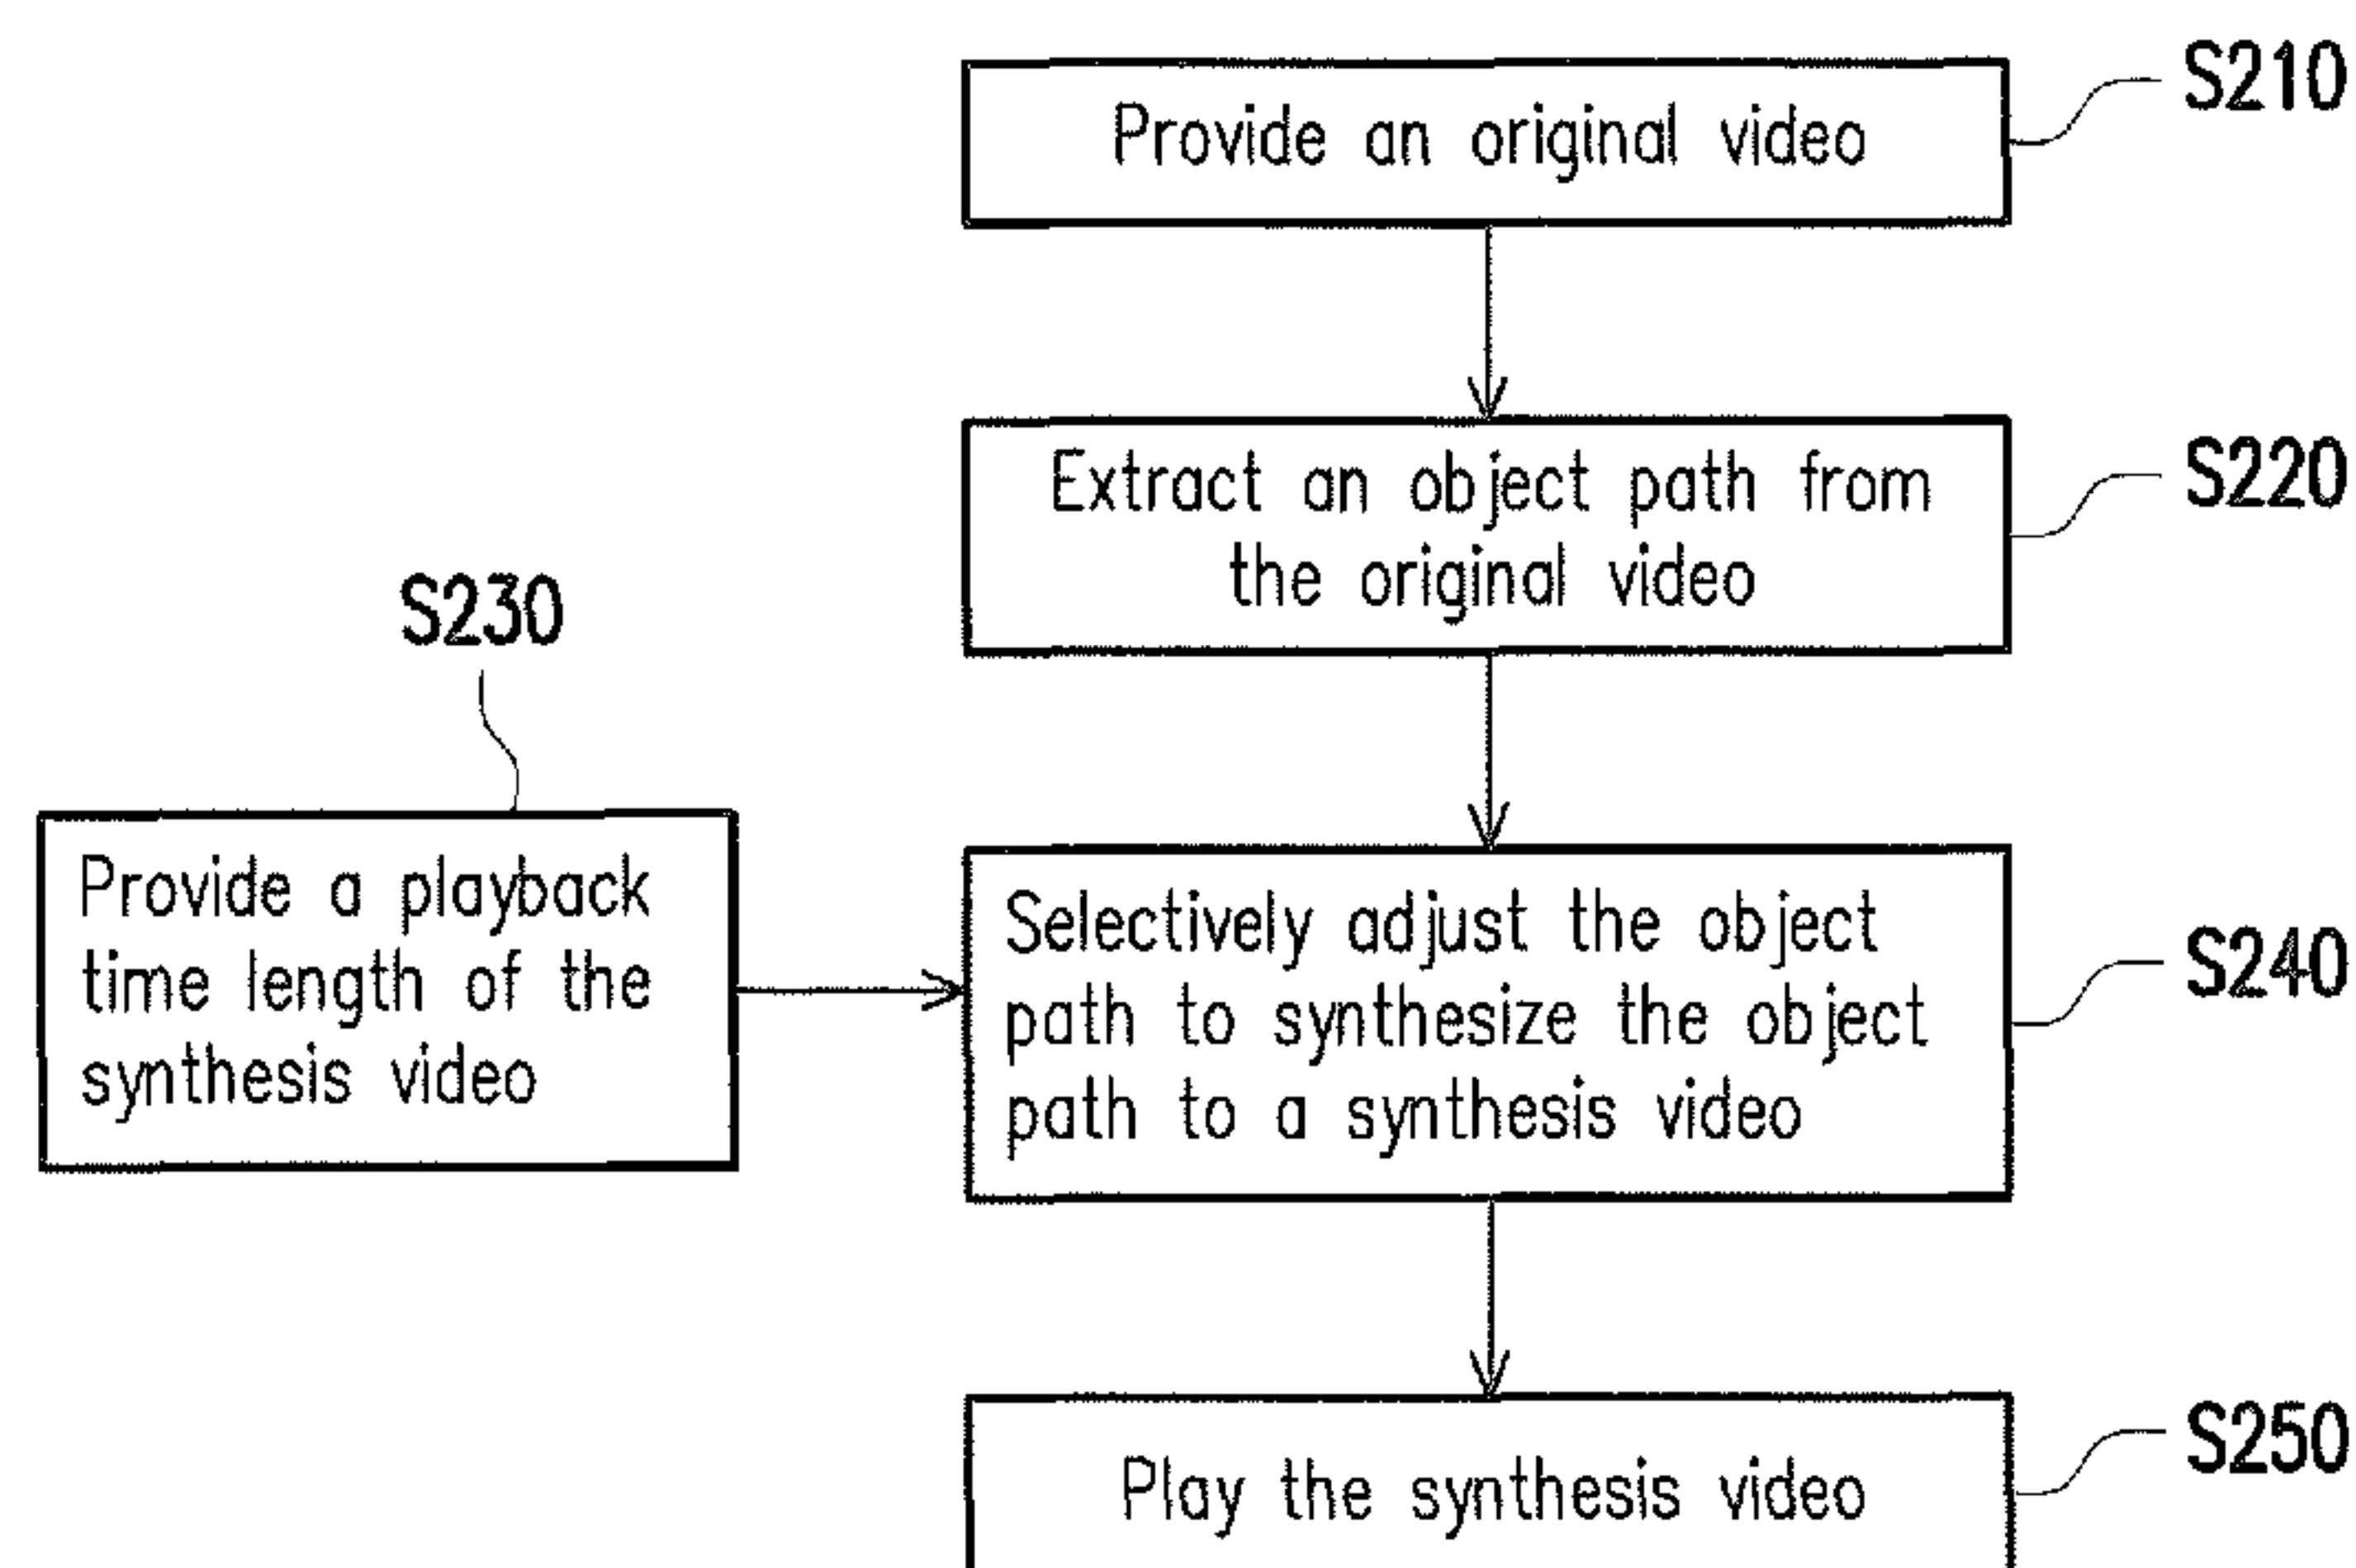 Provide an original video
S210
Extract an object path from
the original video
S220
S230
Provide a playback
time length of the
synthesis video
Selectively adjust the object
path to synthesize the object
path to a synthesis video
S240
Play the synthesis video
S250